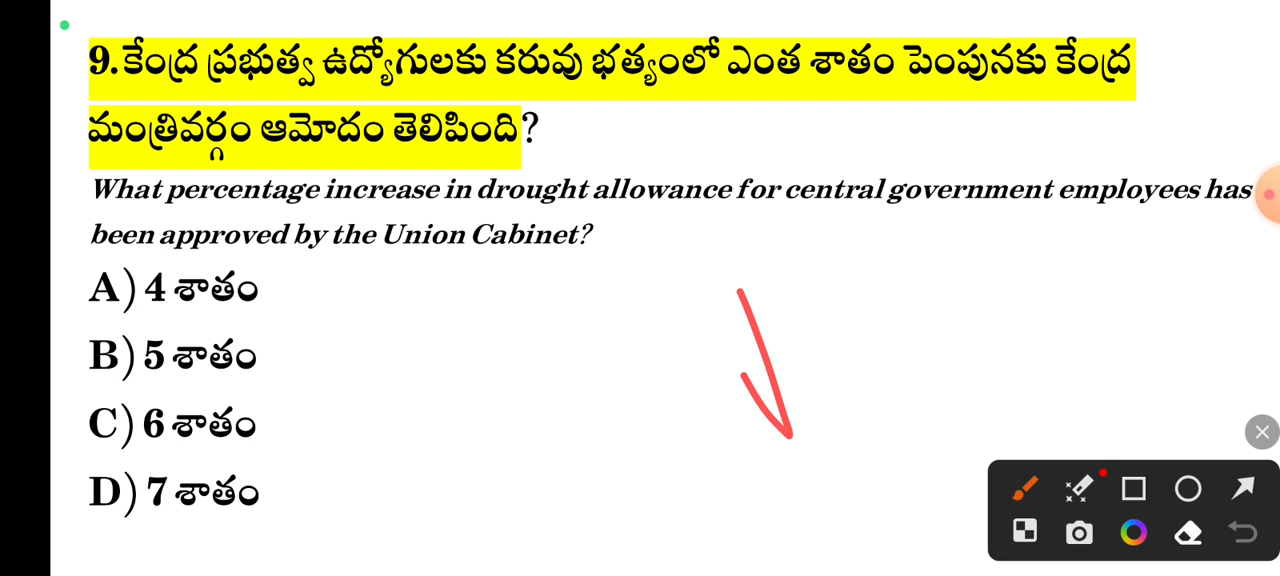 9.కేంద్ర ప్రభుత్వ ఉద్యోగులకు కరువు భత్యంలో ఎంత శాతం పెంపునకు కేంద్ర
మంత్రివర్గం ఆమోదం తెలిపింది?
What percentage increase in drought allowance for central government employees has
been approved by the Union Cabinet?
A) 4 శాతం
B) 5 శాతం
C) 6 శాతం
D) 7 శాతం